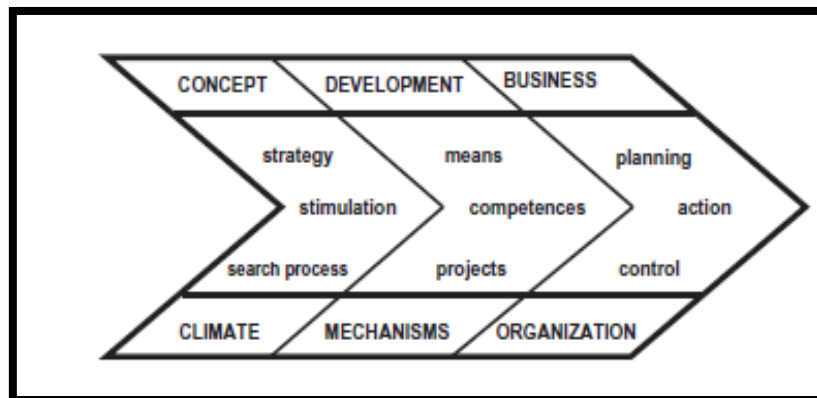 CONCEPT DEVELOPMENT BUSINESS
strategy means planning
stimulation competences action
search process projects control
CLIMATE MECHANISMS ORGANIZATION